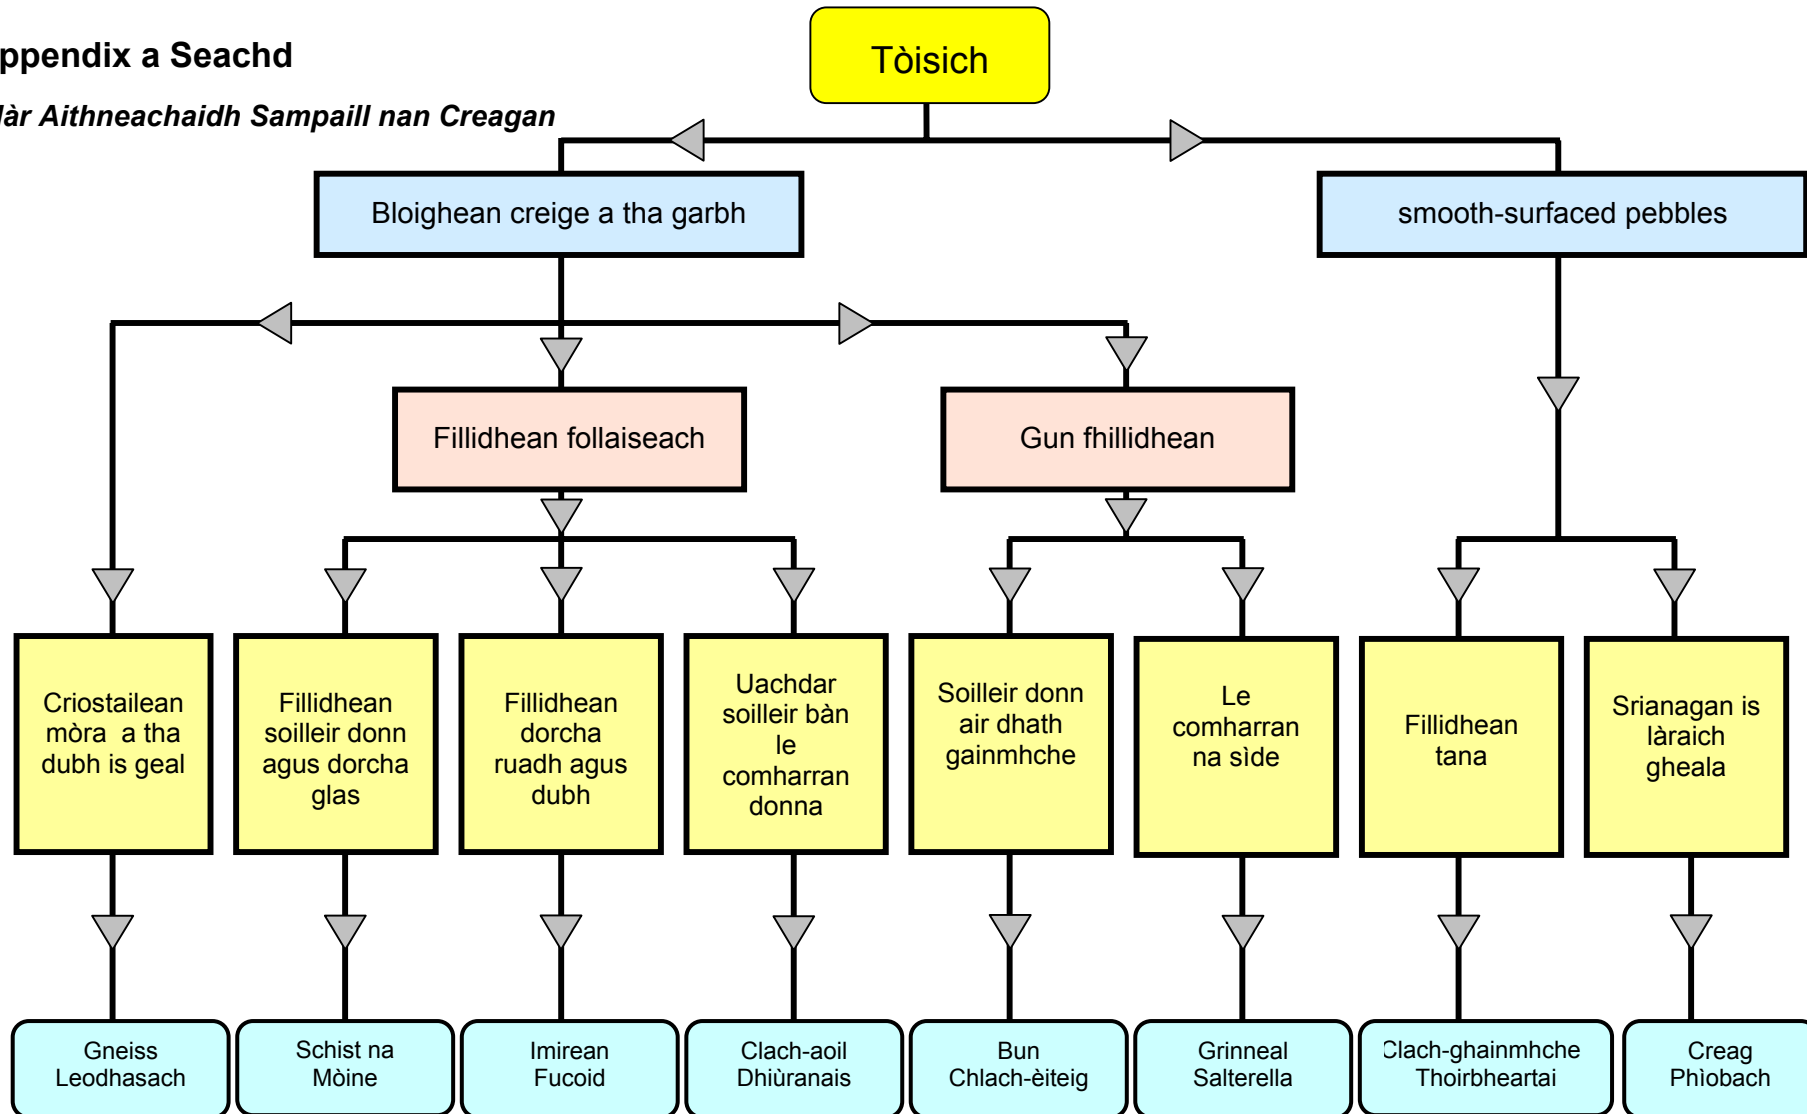 ppendix a Seachd
Tòisich
làr Aithneachaidh Sampaill nan Creagan
Bloighean creige a tha garbh
smooth-surfaced pebbles
Fillidhean follaiseach
Gun fhillidhean
Criostailean
mòra a tha
dubh is geal
Fillidhean
soilleir donn
agus dorcha
glas
Fillidhean
dorcha
ruadh agus
dubh
Uachdar
soilleir bàn
le
comharran
donna
Soilleir donn
air dhath
gainmhche
Le
comharran
na sìde
Fillidhean
tana
Srianagan is
làraich
gheala
Gneiss
Leodhasach
Schist na
Mòine
Imirean
Fucoid
Clach-aoil
Dhiùranais
Bun
Chlach-èiteig
Grinneal
Salterella
Clach-ghainmhche
Thoirbheartai
Creag
Phìobach